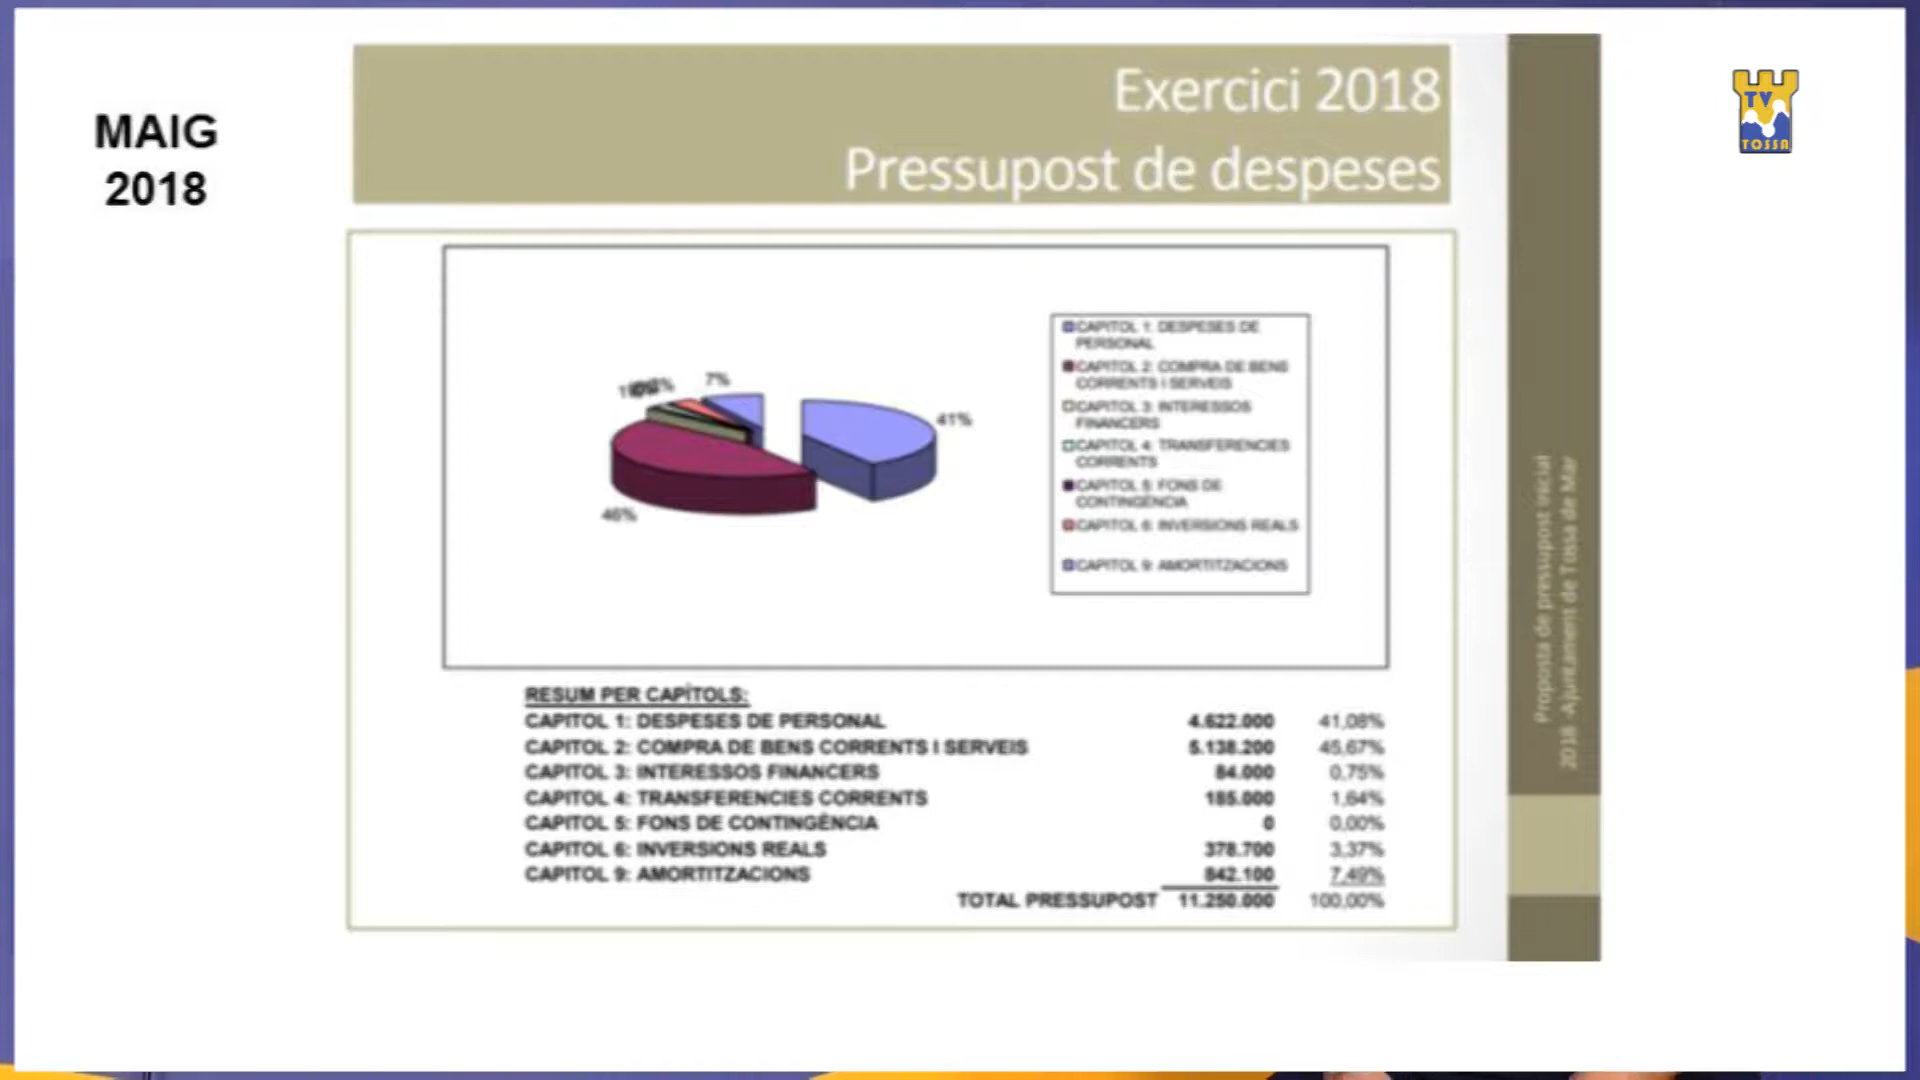 MAIG
2018
Exercici 2018
Pressupost de despeses
TV
TOSSA
7%
41%
46%
CAPITOL 1: DESPESES DE
PERSONAL
CAPITOL 2: COMPRA DE BENS
CORRENTS I SERVEIS
CAPITOL 3: INTERESSOS
FINANCERS
CAPITOL 4: TRANSFERENCIES
CORRENTS
CAPITOL 5: FONS DE
CONTINGÈNCIA
CAPITOL 6: INVERSIONS REALS
CAPITOL 9: AMORTITZACIONS
RESUM PER CAPÍTOLS:
CAPITOL 1: DESPESES DE PERSONAL 4.622.000 41,08%
CAPITOL 2: COMPRA DE BENS CORRENTS I SERVEIS 5.138.200 45,67%
CAPITOL 3: INTERESSOS FINANCERS 84.000 0,75%
CAPITOL 4: TRANSFERENCIES CORRENTS 185.000 1,64%
CAPITOL 5: FONS DE CONTINGÈNCIA 0 0,00%
CAPITOL 6: INVERSIONS REALS 378.700 3,37%
CAPITOL 9: AMORTITZACIONS 842.100 7,49%
TOTAL PRESSUPOST 11.250.000 100,00%
Proposta de pressupost inicial
2018 -Ajuntament de Tossa de Mar